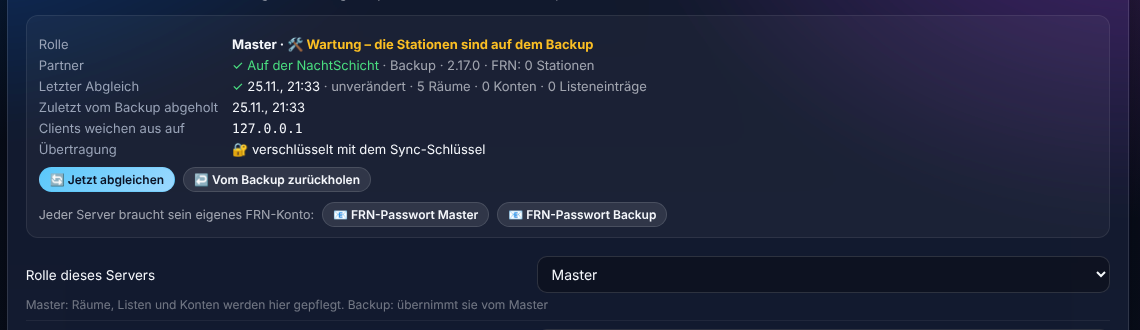 Rolle Master · 🛠️ Wartung – die Stationen sind auf dem Backup
Partner ✓ Auf der NachtSchicht · Backup · 2.17.0 · FRN: 0 Stationen
Letzter Abgleich ✓ 25.11., 21:33 · unverändert · 5 Räume · 0 Konten · 0 Listeneinträge
Zuletzt vom Backup abgeholt 25.11., 21:33
Clients weichen aus auf 127.0.0.1
Übertragung 🔐 verschlüsselt mit dem Sync-Schlüssel
🔄 Jetzt abgleichen ↩️ Vom Backup zurückholen
Jeder Server braucht sein eigenes FRN-Konto: 📧 FRN-Passwort Master 📧 FRN-Passwort Backup
Rolle dieses Servers Master
Master: Räume, Listen und Konten werden hier gepflegt. Backup: übernimmt sie vom Master